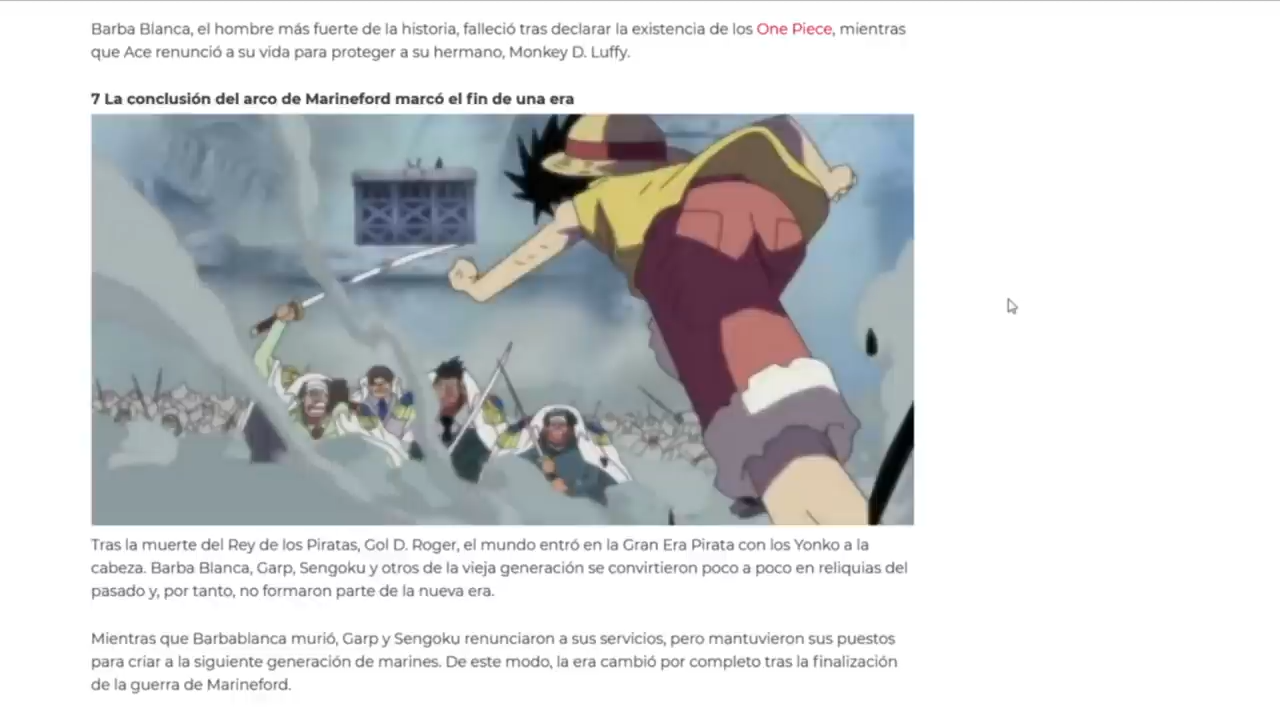 Barba Blanca, el hombre más fuerte de la historia, falleció tras declarar la existencia de los One Piece, mientras
que Ace renunció a su vida para proteger a su hermano, Monkey D. Luffy.
7 La conclusión del arco de Marineford marcó el fin de una era
Tras la muerte del Rey de los Piratas, Gol D. Roger, el mundo entró en la Gran Era Pirata con los Yonko a la
cabeza. Barba Blanca, Garp, Sengoku y otros de la vieja generación se convirtieron poco a poco en reliquias del
pasado y, por tanto, no formaron parte de la nueva era.
Mientras que Barbablanca murió, Garp y Sengoku renunciaron a sus servicios, pero mantuvieron sus puestos
para criar a la siguiente generación de marines. De este modo, la era cambió por completo tras la finalización
de la guerra de Marineford.